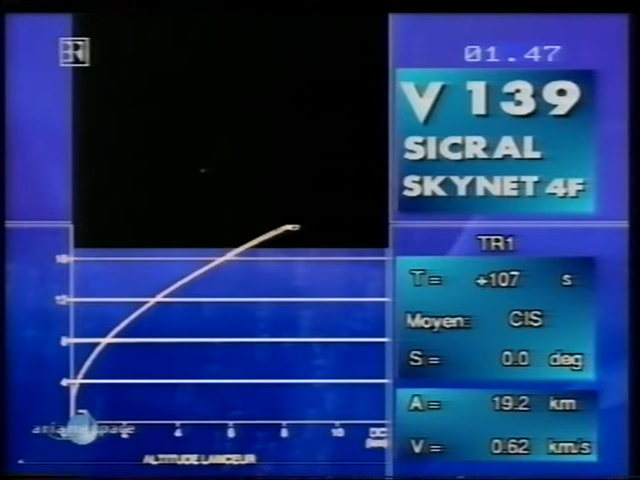 BR
01.47
V 139
SICRAL
SKYNET 4F
TR1
T= +107 s
Moyen: CIS
S= 0.0 deg
A= 19.2 km
V= 0.62 km/s
16
12
8
4
arianespace
2 4 6 8 10
ALTITUDE LANCEUR